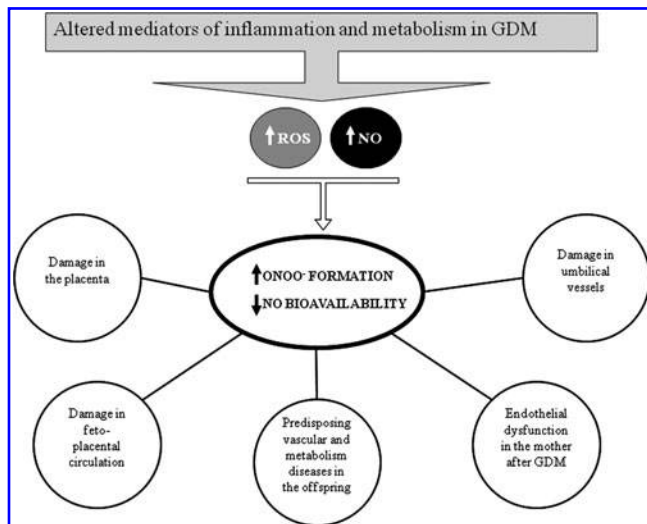 Altered mediators of inflammation and metabolism in GDM
↑ROS
↑NO
↑ONOO⁻ FORMATION
↓NO BIOAVAILABILITY
Damage in
the placenta
Damage in
umbilical
vessels
Damage in
feto-
placental
circulation
Predisposing
vascular and
metabolism
diseases in
the offspring
Endothelial
dysfunction
in the mother
after GDM